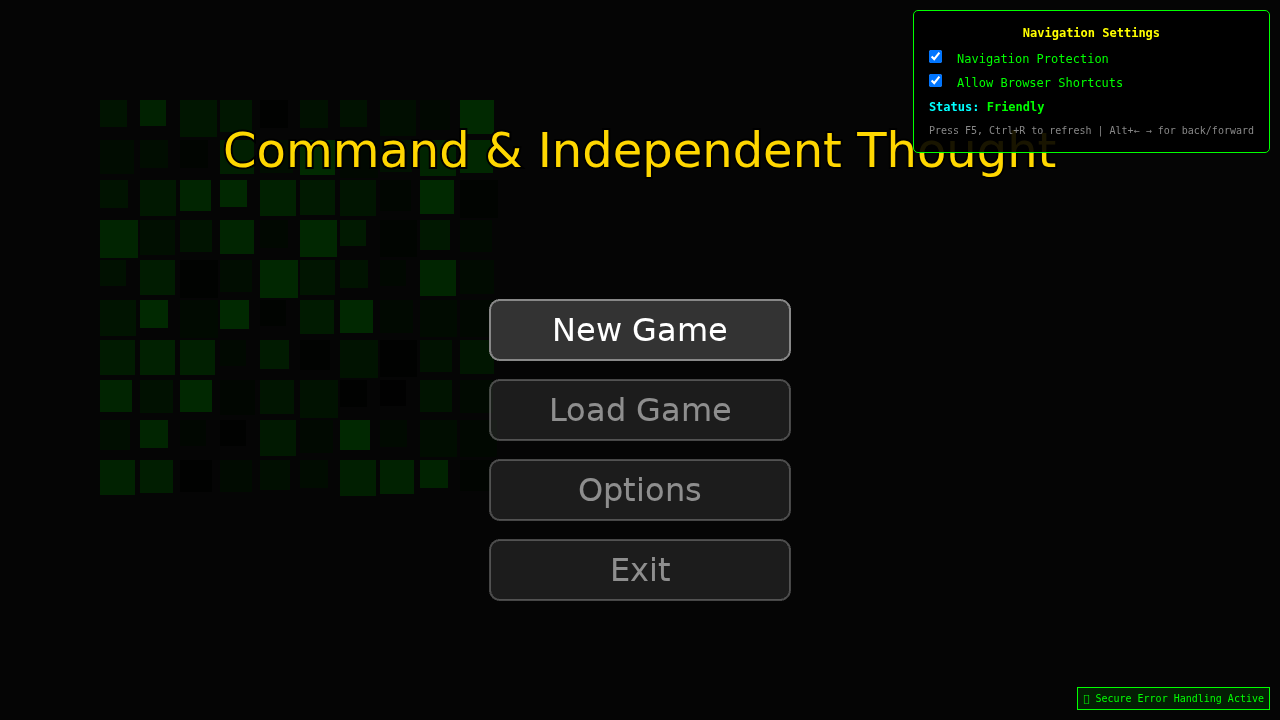 Navigation Settings
Navigation Protection
Allow Browser Shortcuts
Status: Friendly
Press F5, Ctrl+R to refresh | Alt+← → for back/forward
Command & Independent Thought
New Game
Load Game
Options
Exit
Secure Error Handling Active